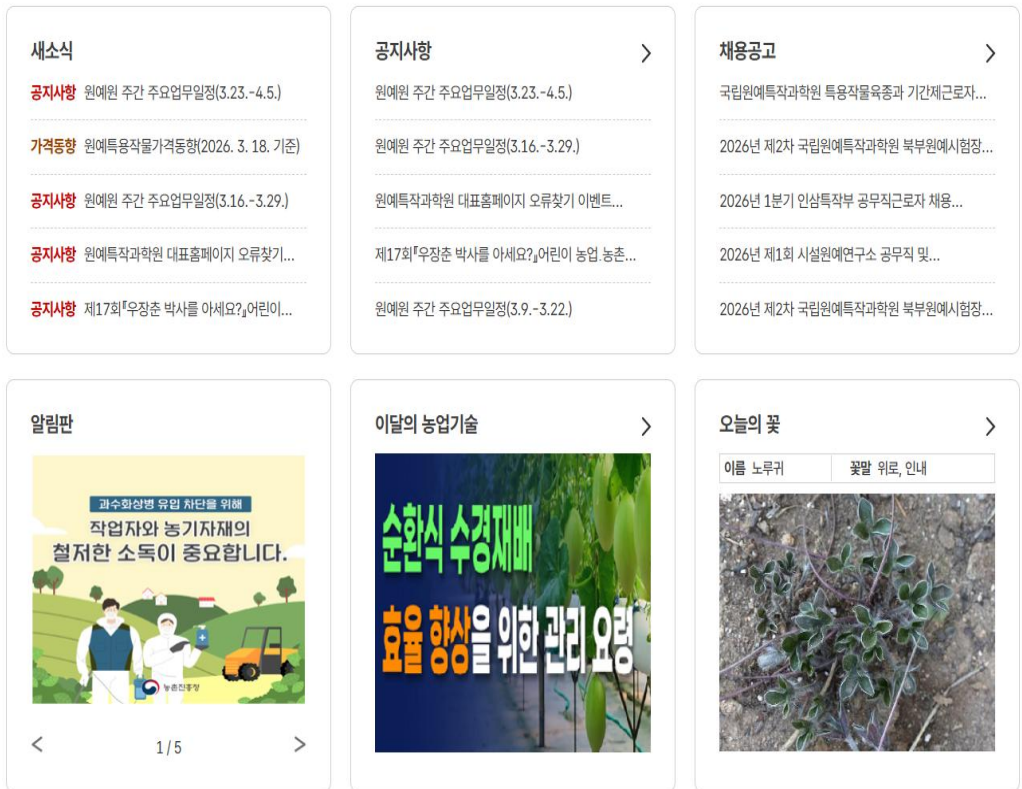 새소식
공지사항 원예원 주간 주요업무일정(3.23.-4.5.)
가격동향 원예특용작물가격동향(2026. 3. 18. 기준)
공지사항 원예원 주간 주요업무일정(3.16.-3.29.)
공지사항 원예특작과학원 대표홈페이지 오류찾기...
공지사항 제17회『우장춘 박사를 아세요?』어린이...
공지사항
원예원 주간 주요업무일정(3.23.-4.5.)
원예원 주간 주요업무일정(3.16.-3.29.)
원예특작과학원 대표홈페이지 오류찾기 이벤트...
제17회『우장춘 박사를 아세요?』어린이 농업.농촌...
원예원 주간 주요업무일정(3.9.-3.22.)
채용공고
국립원예특작과학원 특용작물육종과 기간제근로자...
2026년 제2차 국립원예특작과학원 북부원예시험장...
2026년 1분기 인삼특작부 공무직근로자 채용...
2026년 제1회 시설원예연구소 공무직 및...
2026년 제2차 국립원예특작과학원 북부원예시험장...
알림판
과수화상병 유입 차단을 위해
작업자와 농기자재의
철저한 소독이 중요합니다.
농촌진흥청
1 / 5
이달의 농업기술
순환식 수경재배
효율 향상을 위한 관리 요령
오늘의 꽃
이름 노루귀 꽃말 위로, 인내